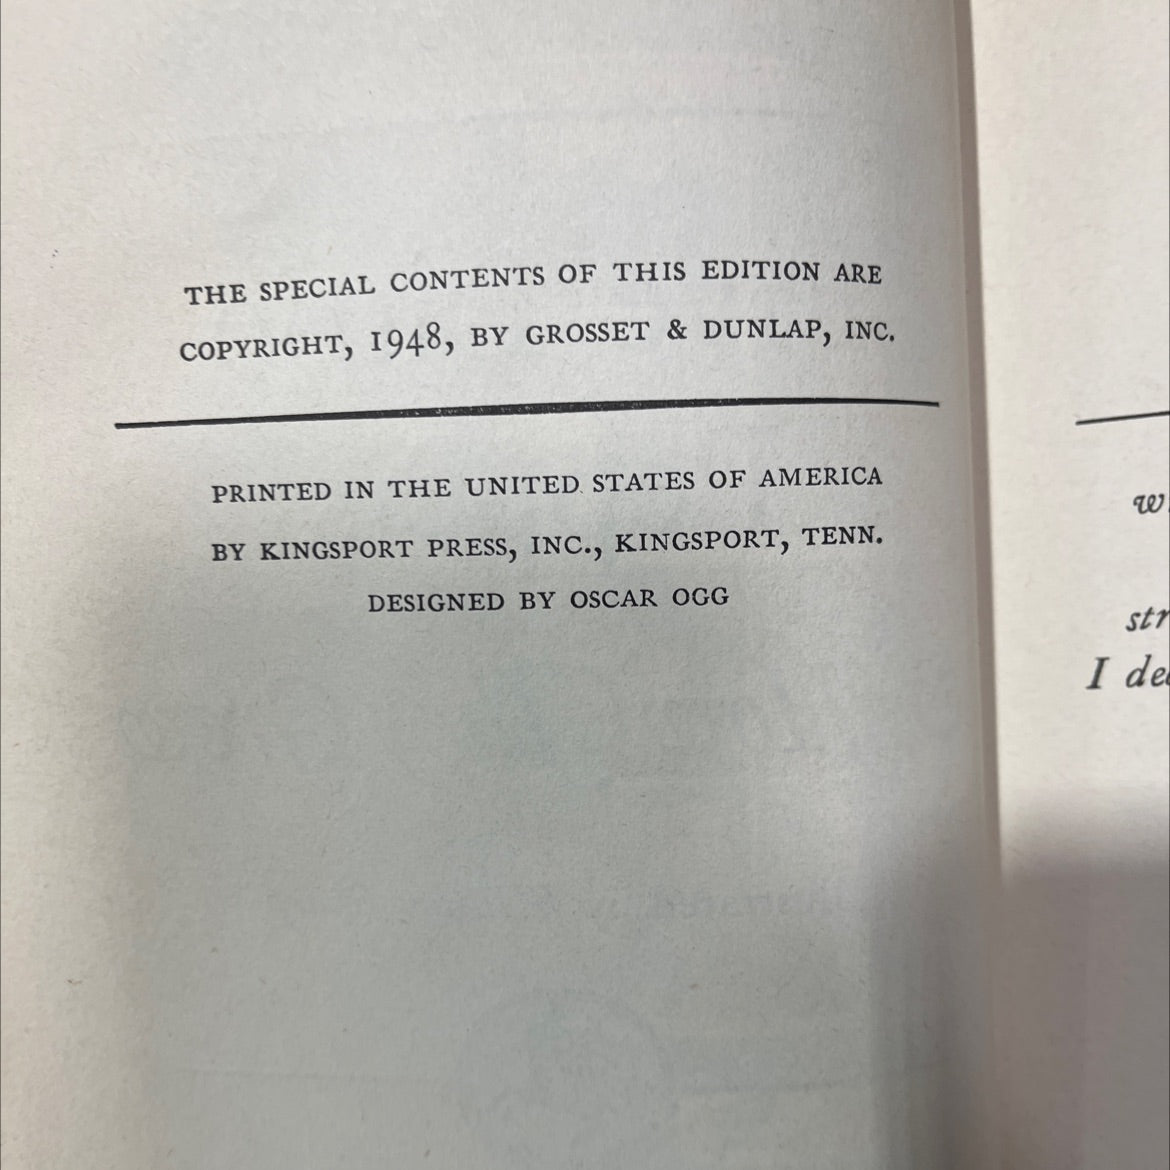 THE SPECIAL CONTENTS OF THIS EDITION ARE
COPYRIGHT, 1948, BY GROSSET & DUNLAP, INC.
PRINTED IN THE UNITED STATES OF AMERICA
BY KINGSPORT PRESS, INC., KINGSPORT, TENN.
DESIGNED BY OSCAR OGG